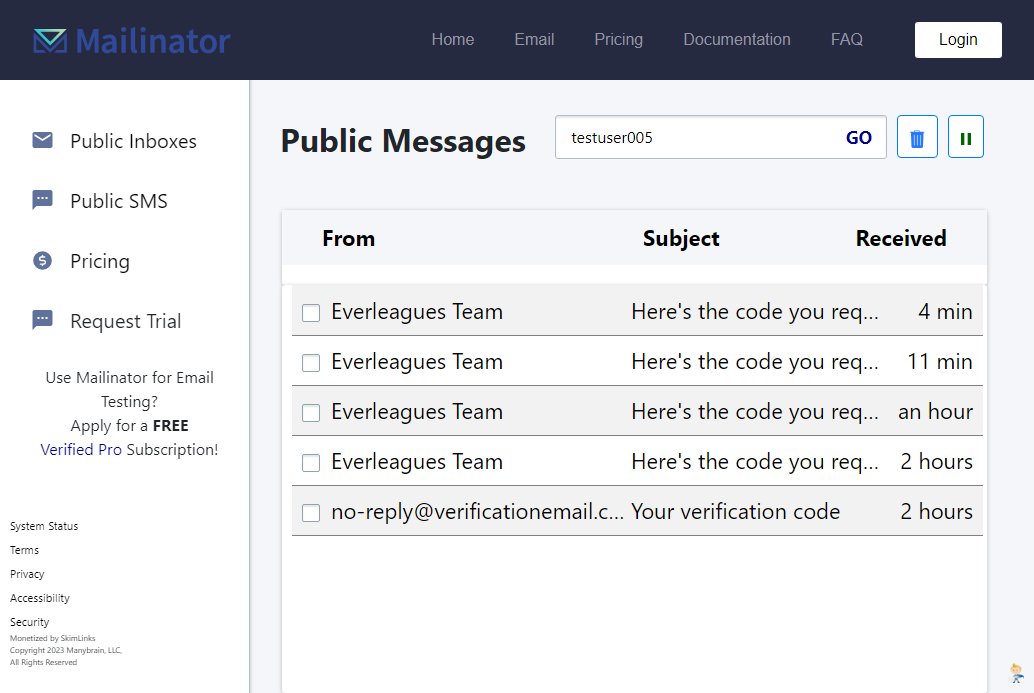 Mailinator
Home Email Pricing Documentation FAQ Login
Public Inboxes
Public SMS
Pricing
Request Trial
Use Mailinator for Email
Testing?
Apply for a FREE
Verified Pro Subscription!
System Status
Terms
Privacy
Accessibility
Security
Monetized by SkimLinks
Copyright 2023 Manybrain, LLC,
All Rights Reserved
Public Messages testuser005 GO
From Subject Received
Everleagues Team Here's the code you req... 4 min
Everleagues Team Here's the code you req... 11 min
Everleagues Team Here's the code you req... an hour
Everleagues Team Here's the code you req... 2 hours
no-reply@verificationemail.c... Your verification code 2 hours